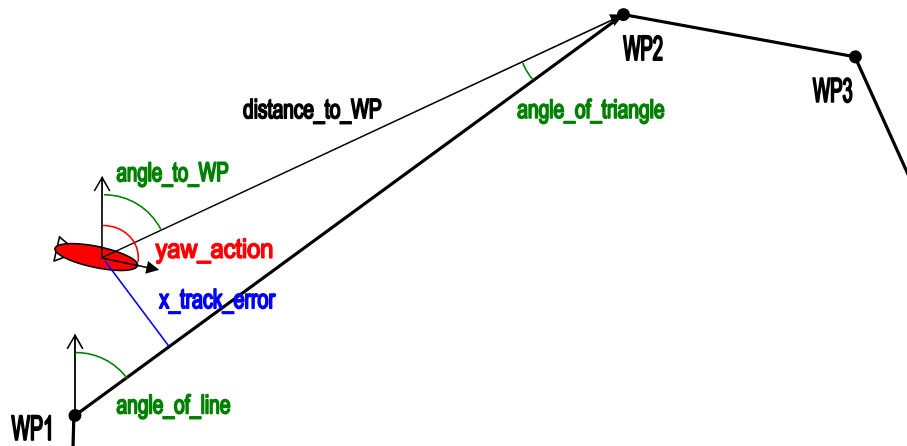 WP2
WP3
distance_to_WP
angle_of_triangle
angle_to_WP
yaw_action
x_track_error
angle_of_line
WP1